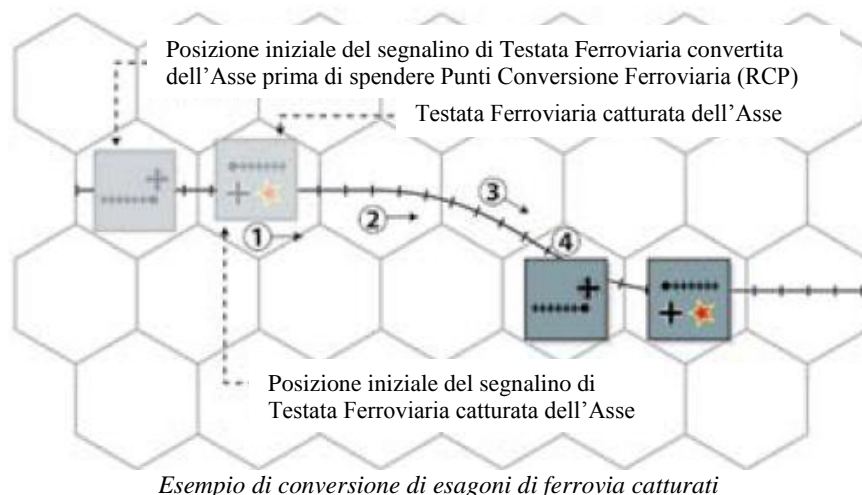 Posizione iniziale del segnalino di Testata Ferroviaria convertita
dell’Asse prima di spendere Punti Conversione Ferroviaria (RCP)
Testata Ferroviaria catturata dell’Asse
1
2
3
4
Posizione iniziale del segnalino di
Testata Ferroviaria catturata dell’Asse
Esempio di conversione di esagoni di ferrovia catturati